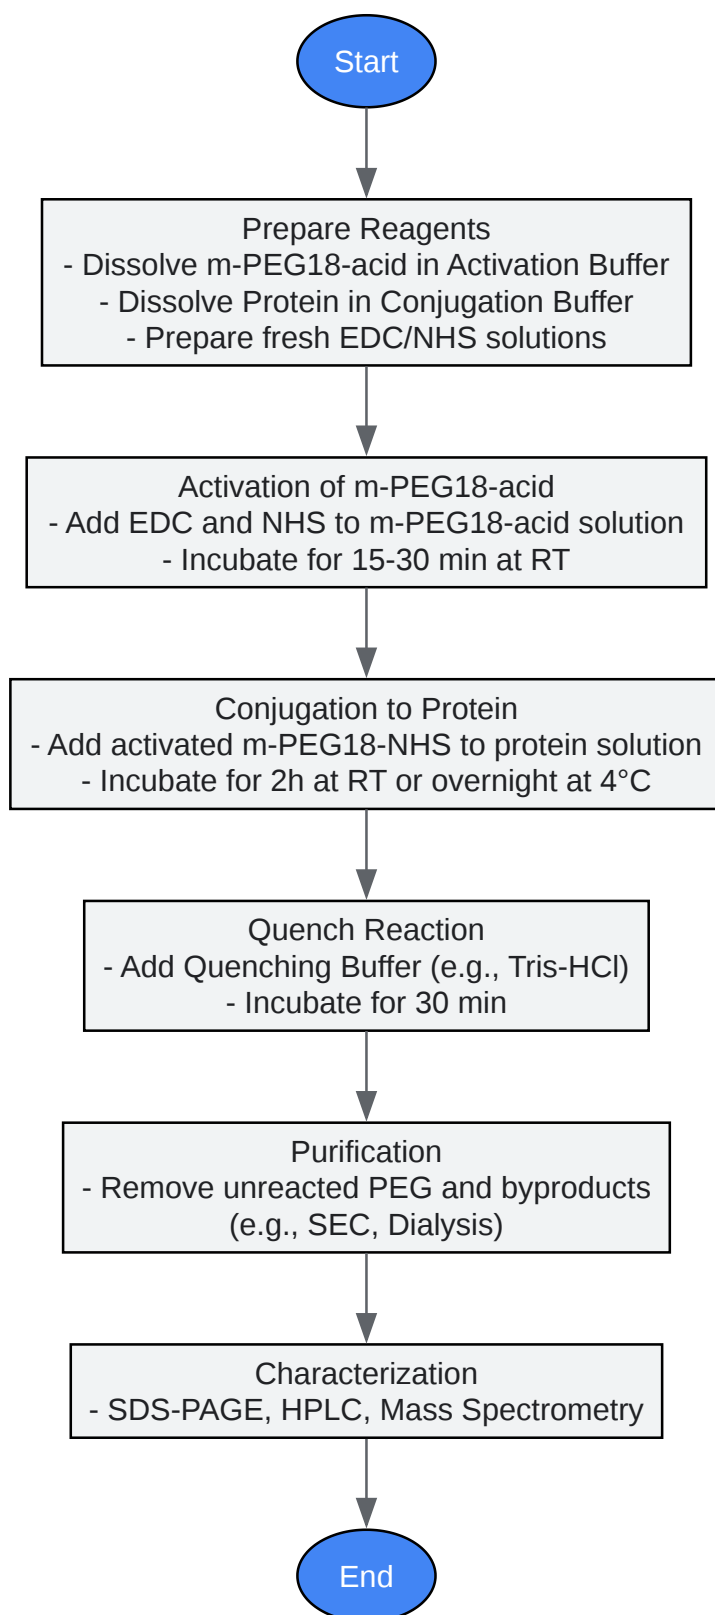 Start
Prepare Reagents
- Dissolve m-PEG18-acid in Activation Buffer
- Dissolve Protein in Conjugation Buffer
- Prepare fresh EDC/NHS solutions
Activation of m-PEG18-acid
- Add EDC and NHS to m-PEG18-acid solution
- Incubate for 15-30 min at RT
Conjugation to Protein
- Add activated m-PEG18-NHS to protein solution
- Incubate for 2h at RT or overnight at 4°C
Quench Reaction
- Add Quenching Buffer (e.g., Tris-HCl)
- Incubate for 30 min
Purification
- Remove unreacted PEG and byproducts
(e.g., SEC, Dialysis)
Characterization
- SDS-PAGE, HPLC, Mass Spectrometry
End